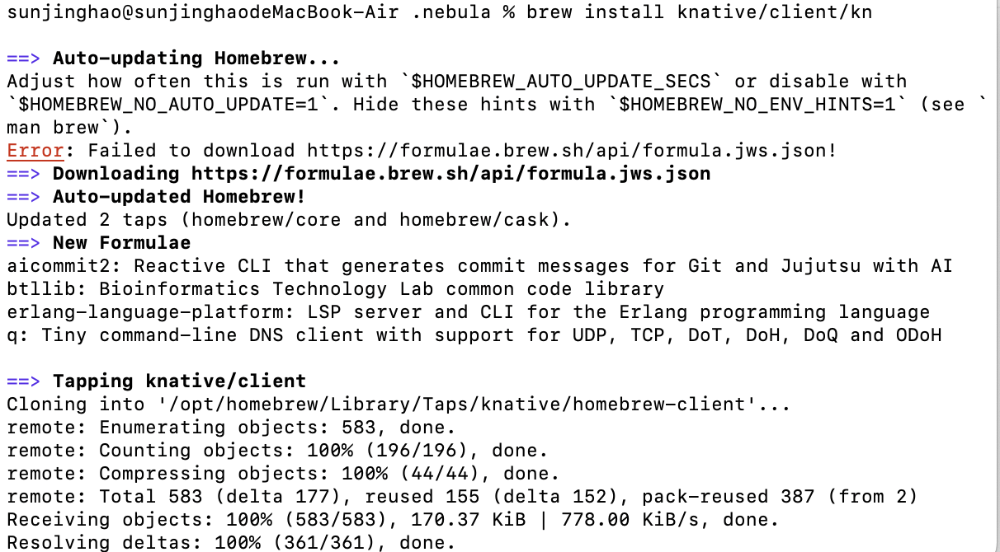 sunjinghao@sunjinghaodeMacBook-Air .nebula % brew install knative/client/kn
==> Auto-updating Homebrew...
Adjust how often this is run with `$HOMEBREW_AUTO_UPDATE_SECS` or disable with
`$HOMEBREW_NO_AUTO_UPDATE=1`. Hide these hints with `$HOMEBREW_NO_ENV_HINTS=1` (see `
man brew`).
Error: Failed to download https://formulae.brew.sh/api/formula.jws.json!
==> Downloading https://formulae.brew.sh/api/formula.jws.json
==> Auto-updated Homebrew!
Updated 2 taps (homebrew/core and homebrew/cask).
==> New Formulae
aicommit2: Reactive CLI that generates commit messages for Git and Jujutsu with AI
btllib: Bioinformatics Technology Lab common code library
erlang-language-platform: LSP server and CLI for the Erlang programming language
q: Tiny command-line DNS client with support for UDP, TCP, DoT, DoH, DoQ and ODoH
==> Tapping knative/client
Cloning into '/opt/homebrew/Library/Taps/knative/homebrew-client'...
remote: Enumerating objects: 583, done.
remote: Counting objects: 100% (196/196), done.
remote: Compressing objects: 100% (44/44), done.
remote: Total 583 (delta 177), reused 155 (delta 152), pack-reused 387 (from 2)
Receiving objects: 100% (583/583), 170.37 KiB | 778.00 KiB/s, done.
Resolving deltas: 100% (361/361), done.